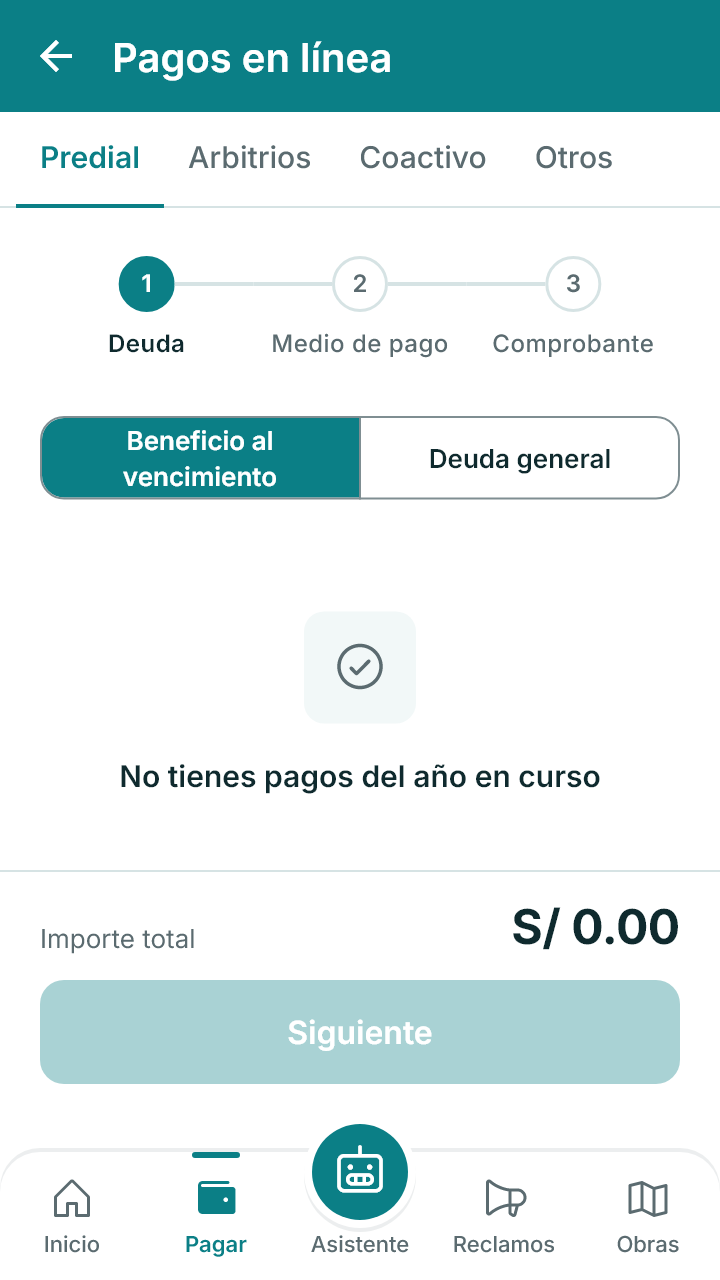 Pagos en línea
Predial
Arbitrios
Coactivo
Otros
1
2
3
Deuda
Medio de pago
Comprobante
Beneficio al
vencimiento
Deuda general
No tienes pagos del año en curso
Importe total
S/ 0.00
Siguiente
Inicio
Pagar
Asistente
Reclamos
Obras